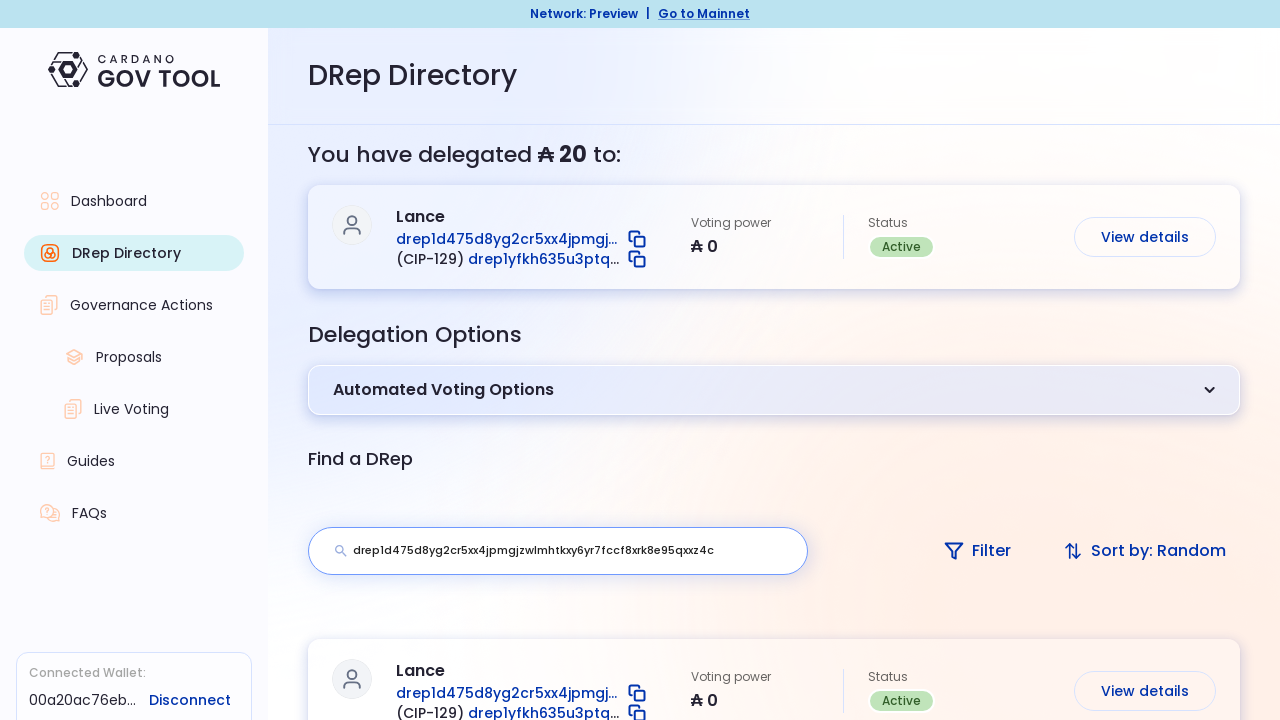 Network: Preview | Go to Mainnet
CARDANO
GOV TOOL
Dashboard
DRep Directory
Governance Actions
Proposals
Live Voting
Guides
FAQs
Connected Wallet:
00a20ac76eb... Disconnect
DRep Directory
You have delegated ₳ 20 to:
Lance
drep1d475d8yg2cr5xx4jpmgj...
(CIP-129) drep1yfkh635u3ptq...
Voting power
₳ 0
Status
Active
View details
Delegation Options
Automated Voting Options
Find a DRep
drep1d475d8yg2cr5xx4jpmgjzwlmhtkxy6yr7fccf8xrk8e95qxxz4c
Filter
Sort by: Random
Lance
drep1d475d8yg2cr5xx4jpmgj...
(CIP-129) drep1yfkh635u3ptq...
Voting power
₳ 0
Status
Active
View details